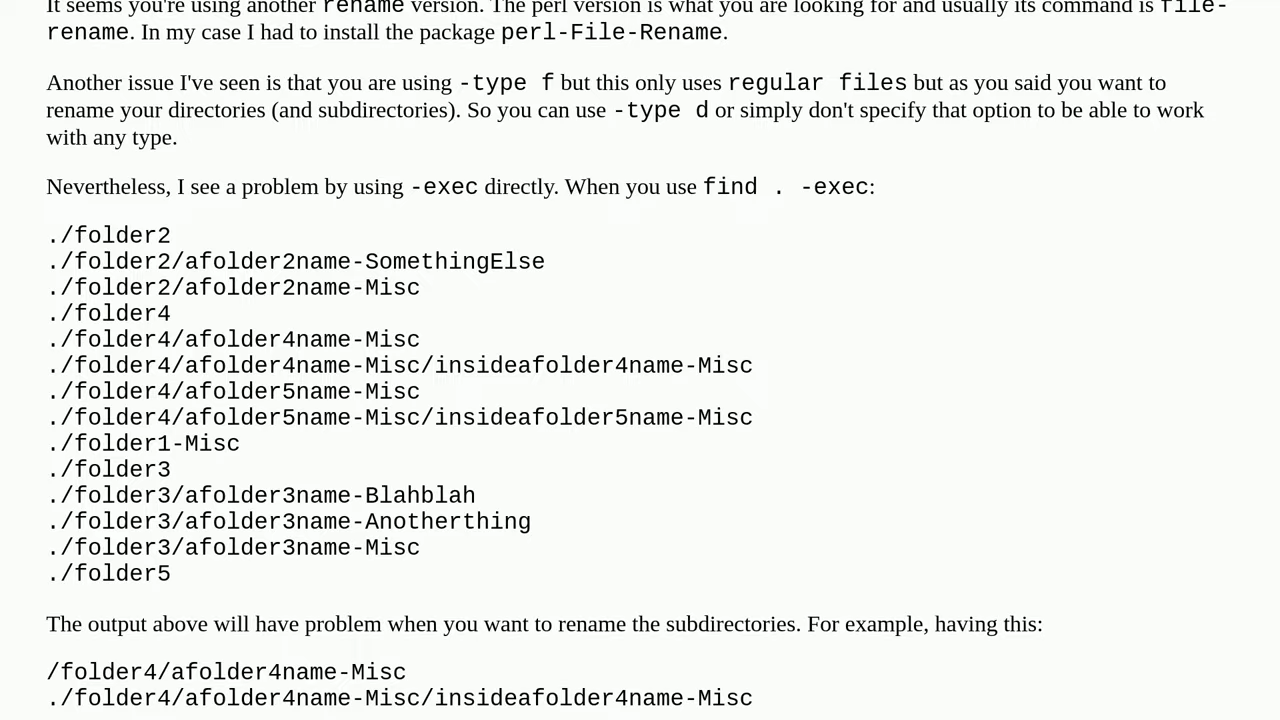 It seems you're using another rename version. The perl version is what you are looking for and usually its command is file-
rename. In my case I had to install the package perl-File-Rename.
Another issue I've seen is that you are using -type f but this only uses regular files but as you said you want to
rename your directories (and subdirectories). So you can use -type d or simply don't specify that option to be able to work
with any type.
Nevertheless, I see a problem by using -exec directly. When you use find . -exec:
./folder2
./folder2/afolder2name-SomethingElse
./folder2/afolder2name-Misc
./folder4
./folder4/afolder4name-Misc
./folder4/afolder4name-Misc/insideafolder4name-Misc
./folder4/afolder5name-Misc
./folder4/afolder5name-Misc/insideafolder5name-Misc
./folder1-Misc
./folder3
./folder3/afolder3name-Blahblah
./folder3/afolder3name-Anotherthing
./folder3/afolder3name-Misc
./folder5
The output above will have problem when you want to rename the subdirectories. For example, having this:
/folder4/afolder4name-Misc
./folder4/afolder4name-Misc/insideafolder4name-Misc